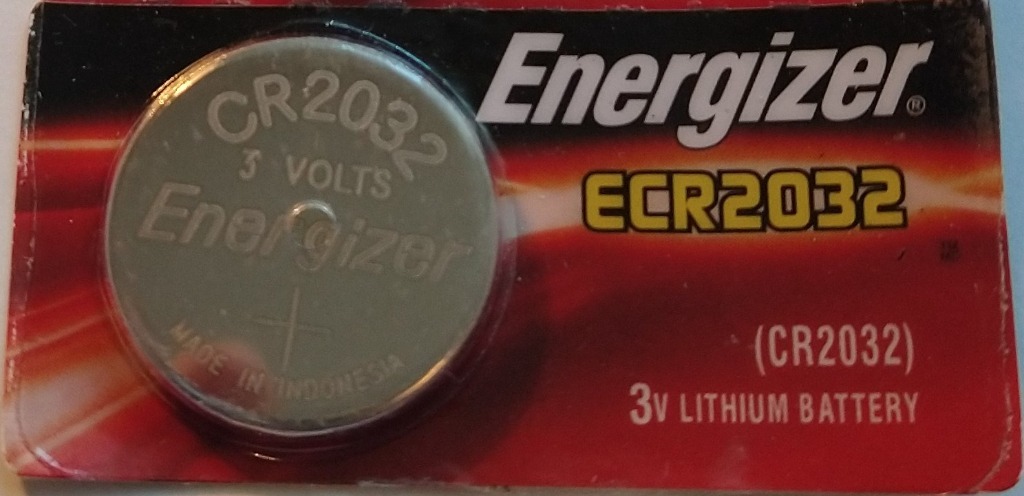 CR2032
3 VOLTS
Energizer
+
MADE IN INDONESIA
Energizer®
ECR2032
(CR2032)
3V LITHIUM BATTERY